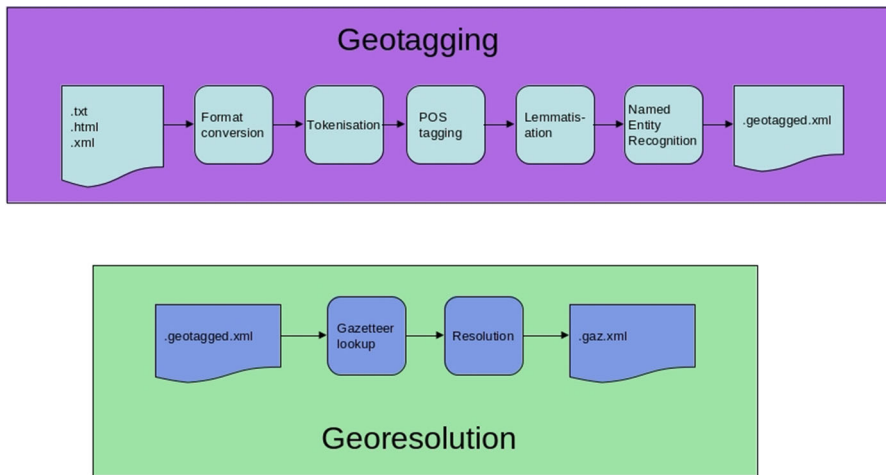 Geotagging
.txt
.html
.xml
Format
conversion
Tokenisation
POS
tagging
Lemmatis-
ation
Named
Entity
Recognition
.geotagged.xml
.geotagged.xml
Gazetteer
lookup
Resolution
.gaz.xml
Georesolution